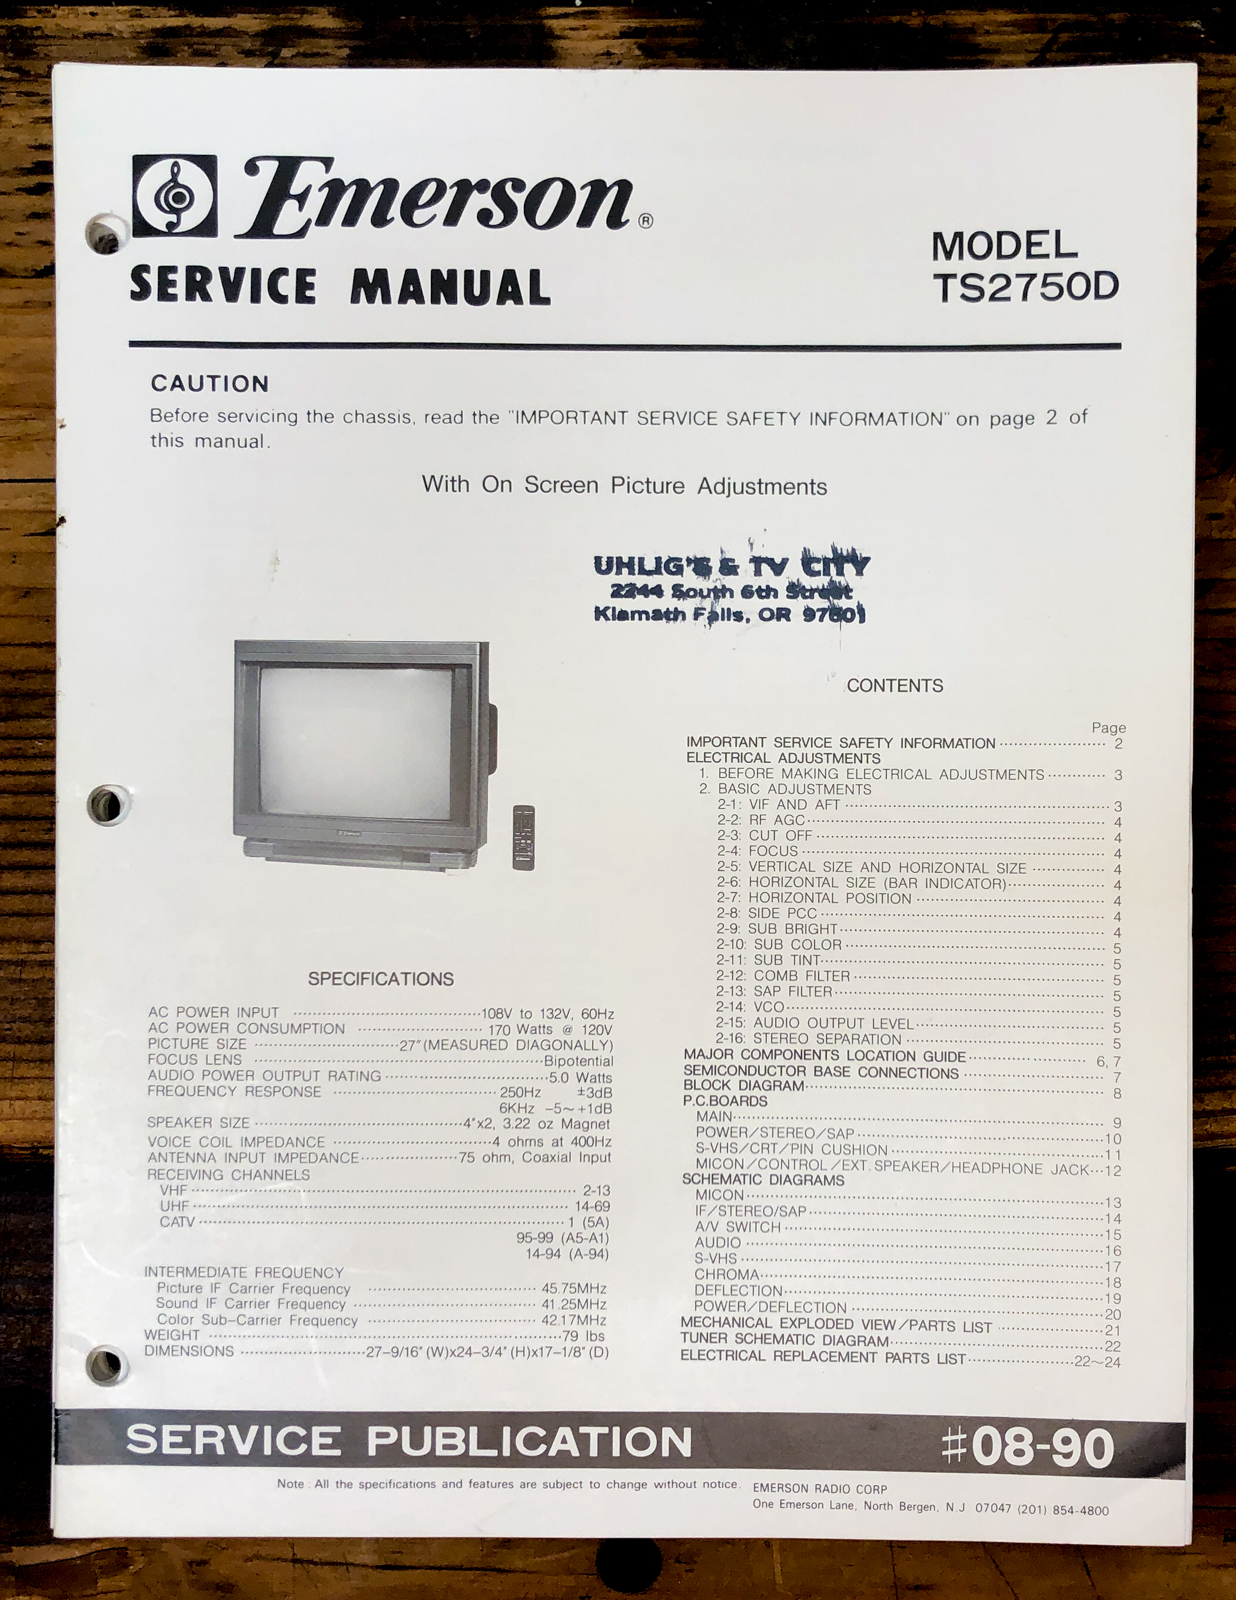 Emerson®
SERVICE MANUAL
MODEL
TS2750D
CAUTION
Before servicing the chassis, read the "IMPORTANT SERVICE SAFETY INFORMATION" on page 2 of
this manual.
With On Screen Picture Adjustments
UHLIG'S & TV CITY
2244 South 6th Street
Klamath Falls, OR 97601
SPECIFICATIONS
AC POWER INPUT 108V to 132V, 60Hz
AC POWER CONSUMPTION 170 Watts @ 120V
PICTURE SIZE 27" (MEASURED DIAGONALLY)
FOCUS LENS Bipotential
AUDIO POWER OUTPUT RATING 5.0 Watts
FREQUENCY RESPONSE 250Hz ±3dB
6KHz -5~+1dB
SPEAKER SIZE 4"x2, 3.22 oz Magnet
VOICE COIL IMPEDANCE 4 ohms at 400Hz
ANTENNA INPUT IMPEDANCE 75 ohm, Coaxial Input
RECEIVING CHANNELS
VHF 2-13
UHF 14-69
CATV 1 (5A)
95-99 (A5-A1)
14-94 (A-94)
INTERMEDIATE FREQUENCY
Picture IF Carrier Frequency 45.75MHz
Sound IF Carrier Frequency 41.25MHz
Color Sub-Carrier Frequency 42.17MHz
WEIGHT 79 lbs
DIMENSIONS 27-9/16" (W)x24-3/4" (H)x17-1/8" (D)
CONTENTS
Page
IMPORTANT SERVICE SAFETY INFORMATION 2
ELECTRICAL ADJUSTMENTS
1. BEFORE MAKING ELECTRICAL ADJUSTMENTS 3
2. BASIC ADJUSTMENTS
2-1: VIF AND AFT 3
2-2: RF AGC 4
2-3: CUT OFF 4
2-4: FOCUS 4
2-5: VERTICAL SIZE AND HORIZONTAL SIZE 4
2-6: HORIZONTAL SIZE (BAR INDICATOR) 4
2-7: HORIZONTAL POSITION 4
2-8: SIDE PCC 4
2-9: SUB BRIGHT 4
2-10: SUB COLOR 5
2-11: SUB TINT 5
2-12: COMB FILTER 5
2-13: SAP FILTER 5
2-14: VCO 5
2-15: AUDIO OUTPUT LEVEL 5
2-16: STEREO SEPARATION 5
MAJOR COMPONENTS LOCATION GUIDE 6, 7
SEMICONDUCTOR BASE CONNECTIONS 7
BLOCK DIAGRAM 8
P.C.BOARDS
MAIN 9
POWER/STEREO/SAP 10
S-VHS/CRT/PIN CUSHION 11
MICON/CONTROL/EXT. SPEAKER/HEADPHONE JACK 12
SCHEMATIC DIAGRAMS
MICON 13
IF/STEREO/SAP 14
A/V SWITCH 15
AUDIO 16
S-VHS 17
CHROMA 18
DEFLECTION 19
POWER/DEFLECTION 20
MECHANICAL EXPLODED VIEW/PARTS LIST 21
TUNER SCHEMATIC DIAGRAM 22
ELECTRICAL REPLACEMENT PARTS LIST 22~24
SERVICE PUBLICATION #08-90
Note : All the specifications and features are subject to change without notice.
EMERSON RADIO CORP
One Emerson Lane, North Bergen, N J 07047 (201) 854-4800